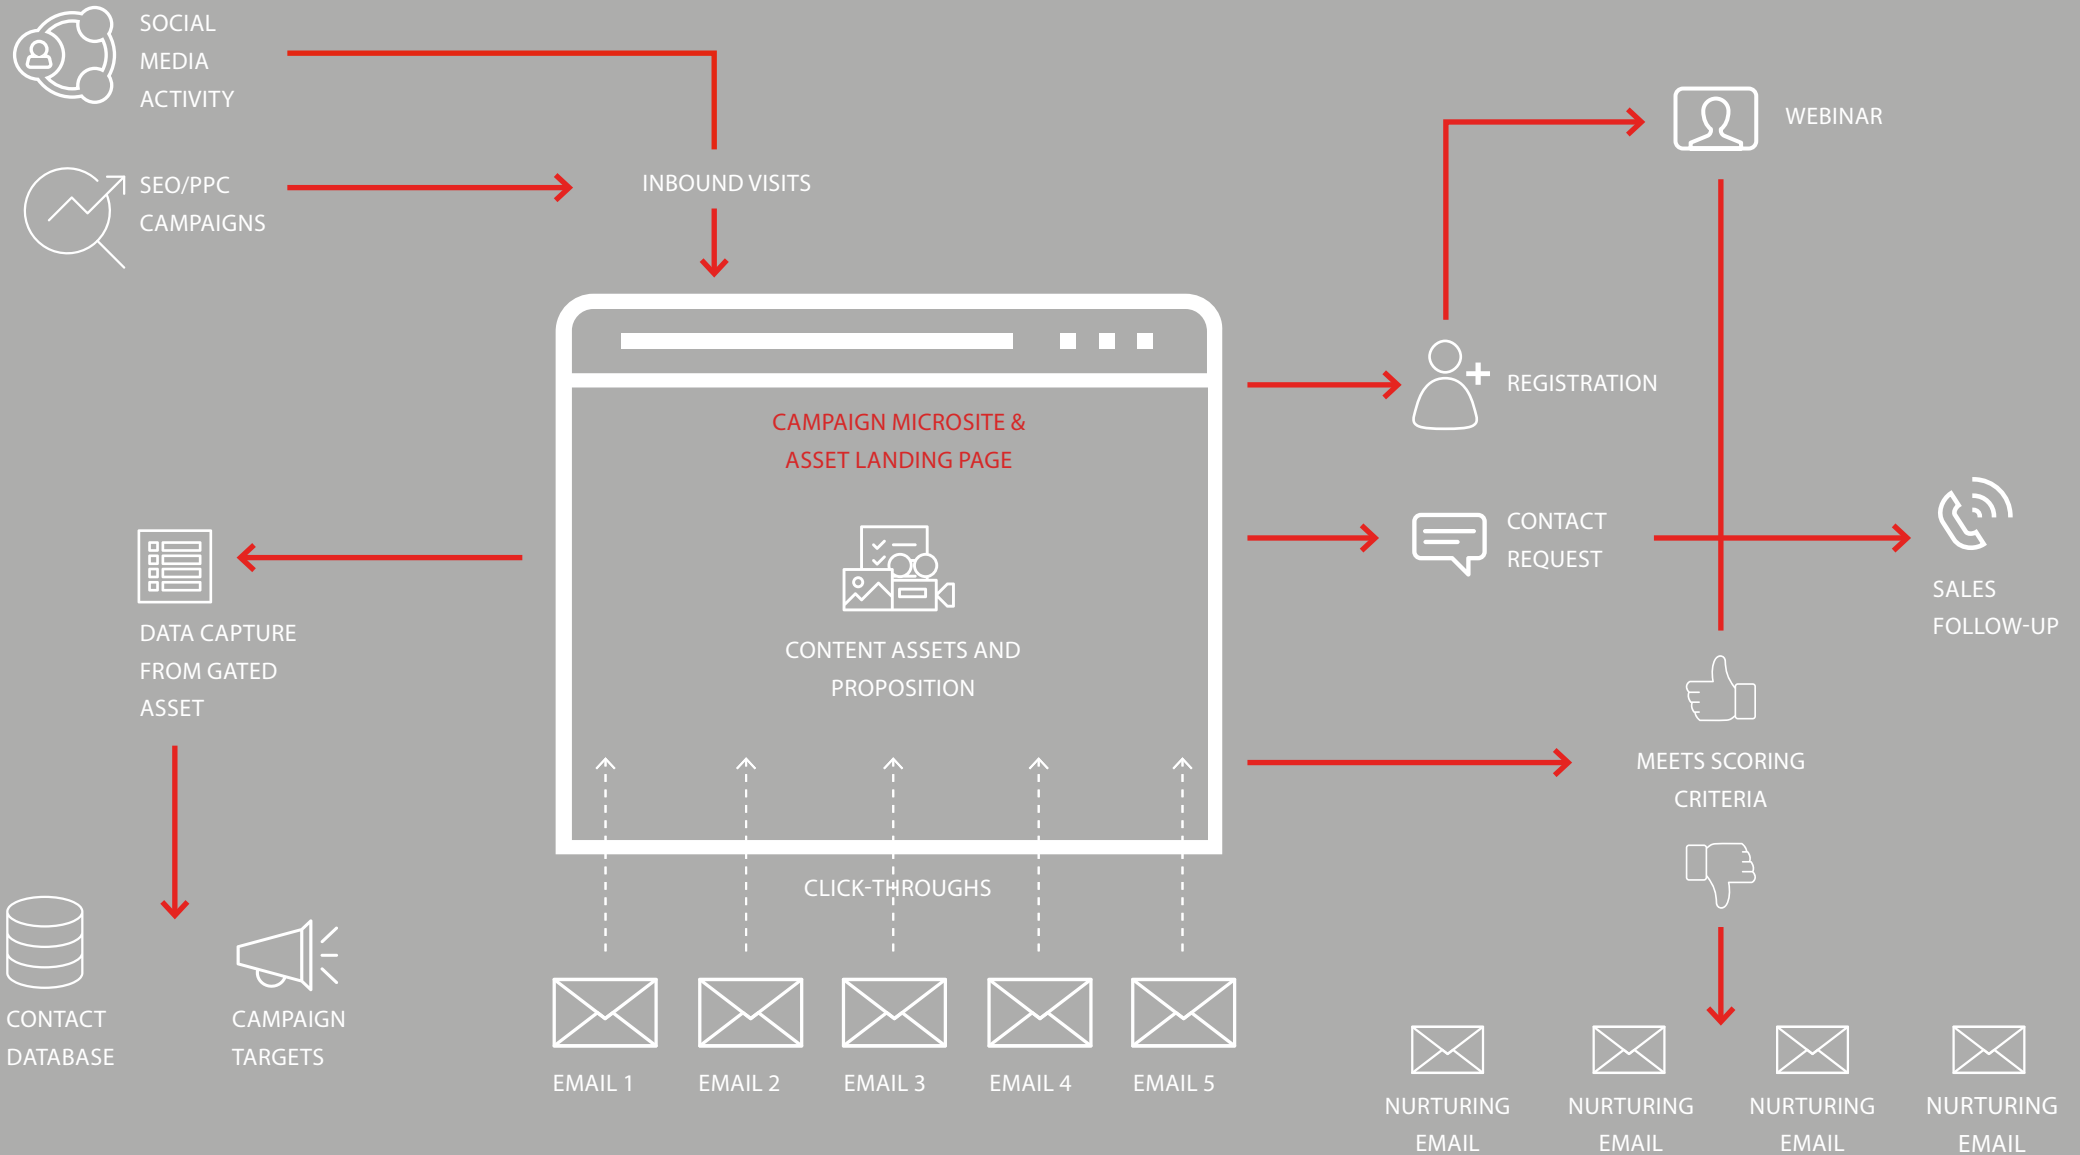 SOCIAL
MEDIA
ACTIVITY
SEO/PPC
CAMPAIGNS
INBOUND VISITS
WEBINAR
CAMPAIGN MICROSITE &
ASSET LANDING PAGE
CONTENT ASSETS AND
PROPOSITION
REGISTRATION
CONTACT
REQUEST
SALES
FOLLOW-UP
DATA CAPTURE
FROM GATED
ASSET
MEETS SCORING
CRITERIA
CLICK-THROUGHS
CONTACT
DATABASE
CAMPAIGN
TARGETS
EMAIL 1
EMAIL 2
EMAIL 3
EMAIL 4
EMAIL 5
NURTURING
EMAIL
NURTURING
EMAIL
NURTURING
EMAIL
NURTURING
EMAIL